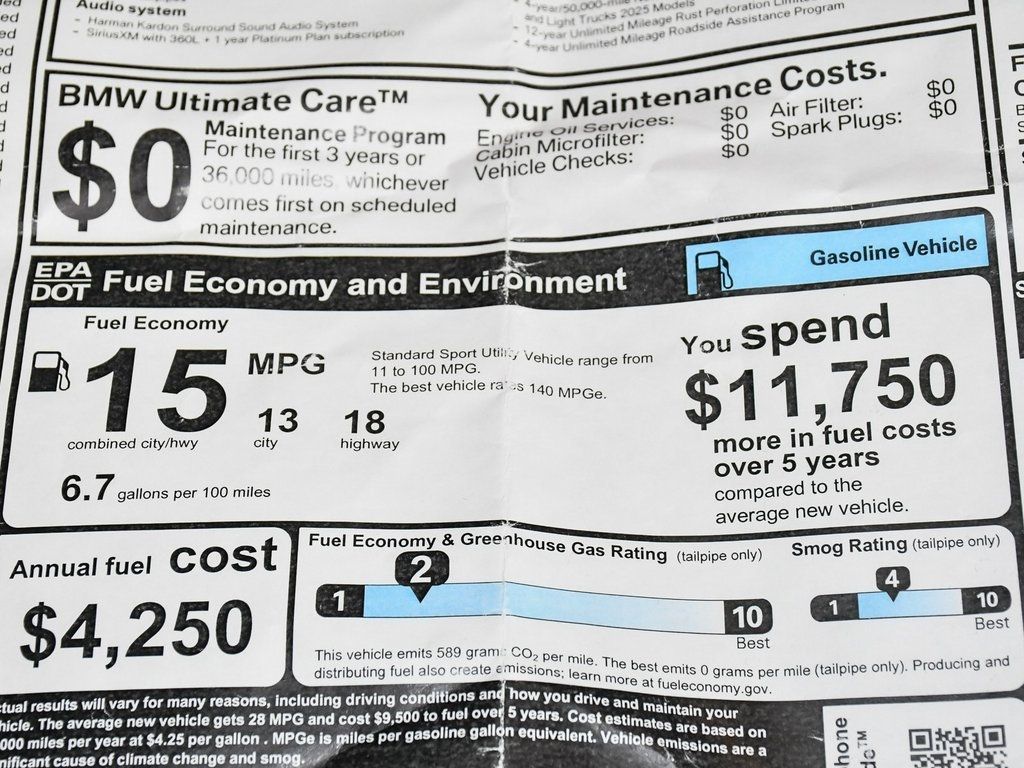 Audio system
- Harman Kardon Surround Sound Audio System
- SiriusXM with 360L + 1 year Platinum Plan subscription
and Light Trucks 2025 Models
- 12-year Unlimited Mileage Rust Perforation
- 4-year Unlimited Mileage Roadside Assistance Program
BMW Ultimate Care™
$0
Maintenance Program
For the first 3 years or
36,000 miles, whichever
comes first on scheduled
maintenance.
Your Maintenance Costs.
Engine Oil Services: $0
Cabin Microfilter: $0
Vehicle Checks: $0
Air Filter: $0
Spark Plugs: $0
EPA
DOT
Fuel Economy and Environment
Gasoline Vehicle
Fuel Economy
15 MPG
combined city/hwy
13
city
18
highway
6.7 gallons per 100 miles
Standard Sport Utility Vehicle range from
11 to 100 MPG.
The best vehicle rates 140 MPGe.
You spend
$11,750
more in fuel costs
over 5 years
compared to the
average new vehicle.
Annual fuel cost
$4,250
Fuel Economy & Greenhouse Gas Rating (tailpipe only)
2
1
10
Best
Smog Rating (tailpipe only)
4
1
10
Best
This vehicle emits 589 grams CO2 per mile. The best emits 0 grams per mile (tailpipe only). Producing and
distributing fuel also create emissions; learn more at fueleconomy.gov.
ctual results will vary for many reasons, including driving conditions and how you drive and maintain your
hicle. The average new vehicle gets 28 MPG and cost $9,500 to fuel over 5 years. Cost estimates are based on
000 miles per year at $4.25 per gallon . MPGe is miles per gasoline gallon equivalent. Vehicle emissions are a
nificant cause of climate change and smog.
hone
de™